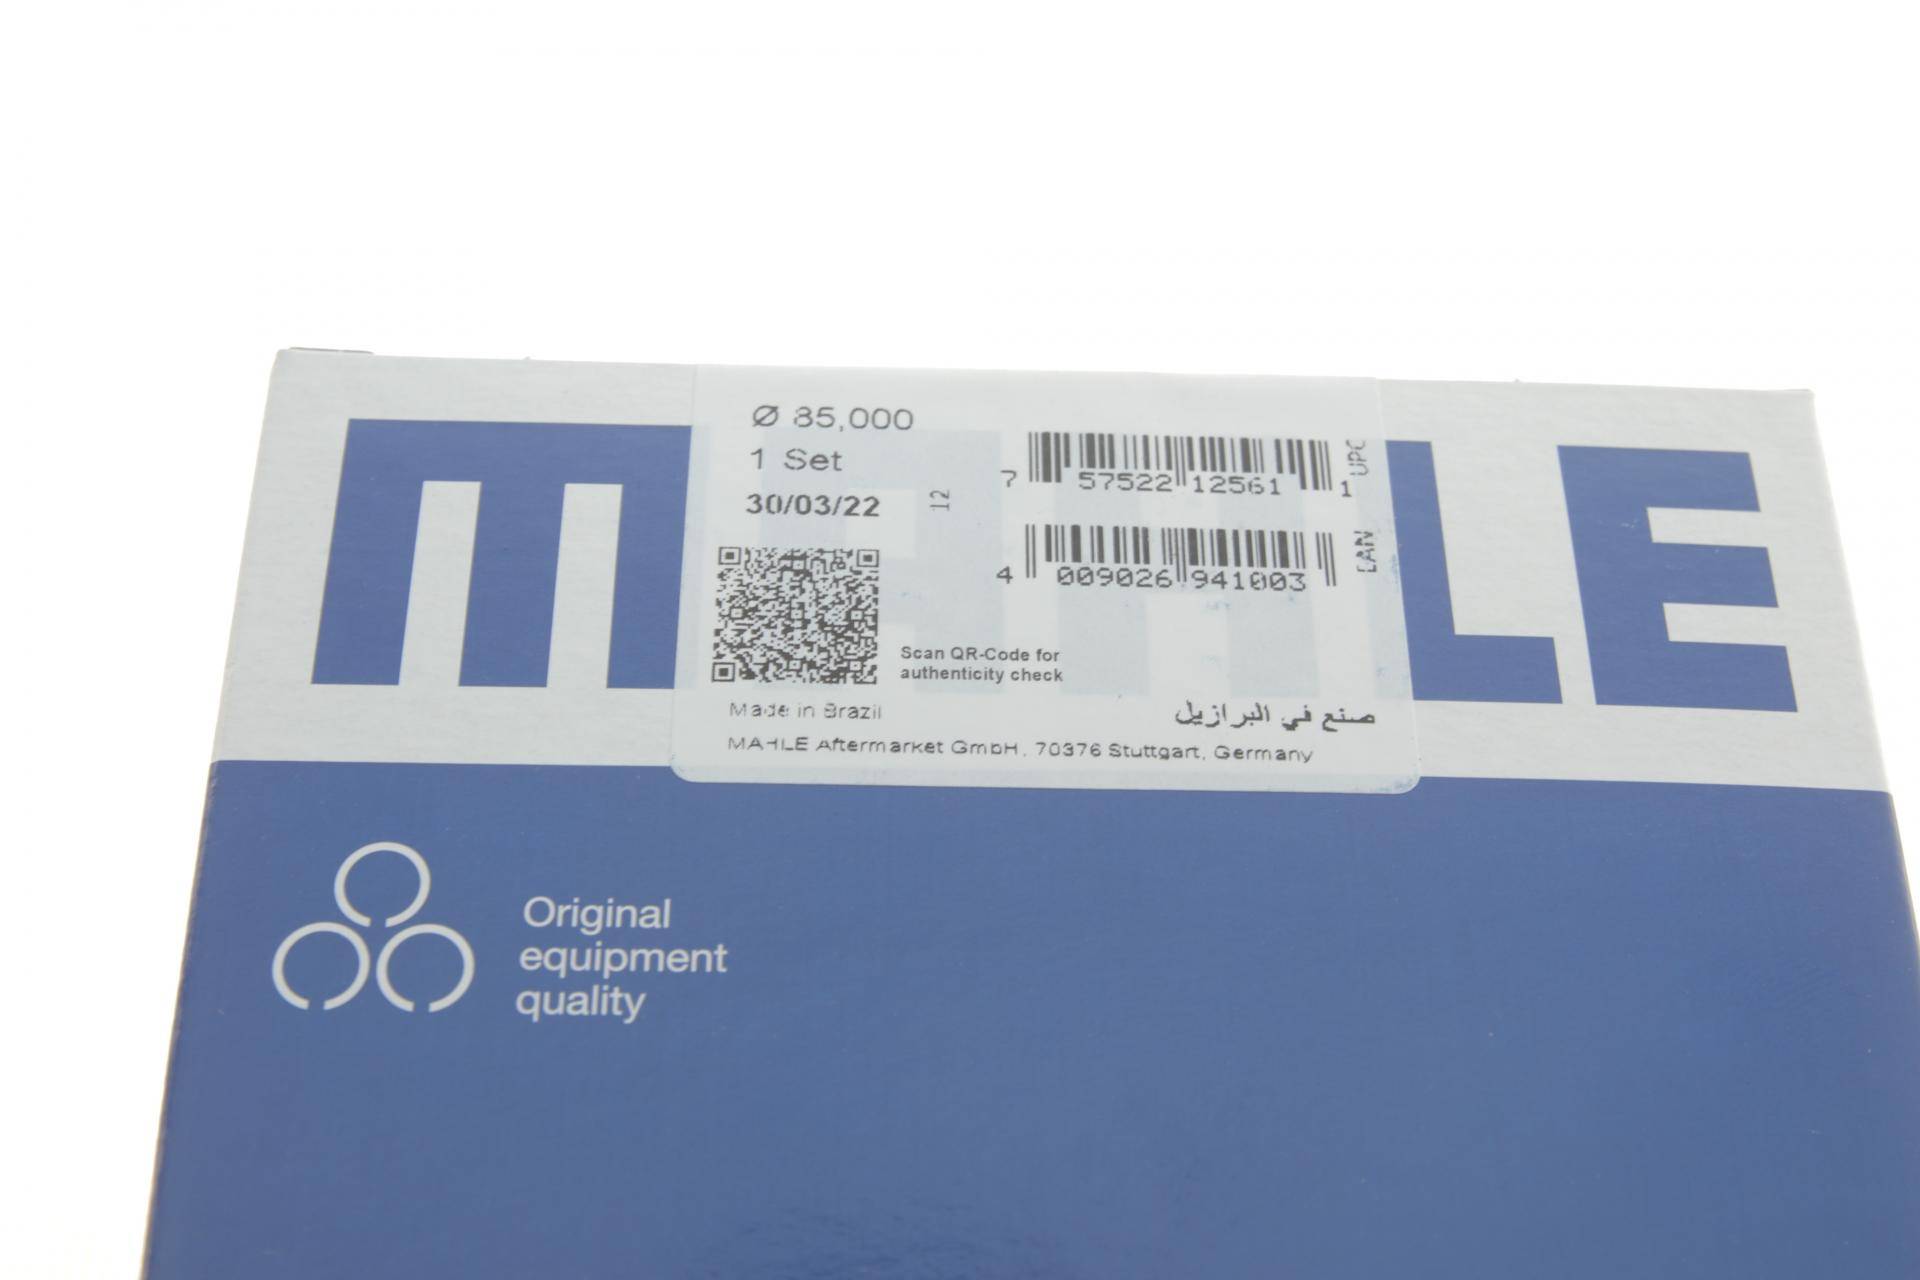 MAHLE
Ø 85,000
1 Set
30/03/22
12
7 57522 12561 1 UPC
4 009026 941003 EAN
Scan QR-Code for
authenticity check
Made in Brazil
صنع في البرازيل
MAHLE Aftermarket GmbH, 70376 Stuttgart, Germany
Original
equipment
quality